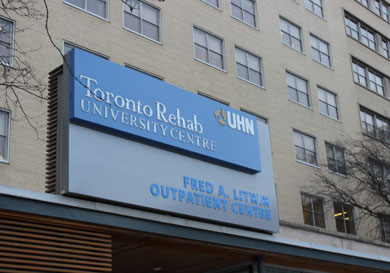 Toronto Rehab
UNIVERSITY CENTRE
UHN
FRED A. LITWIN
OUTPATIENT CENTRE